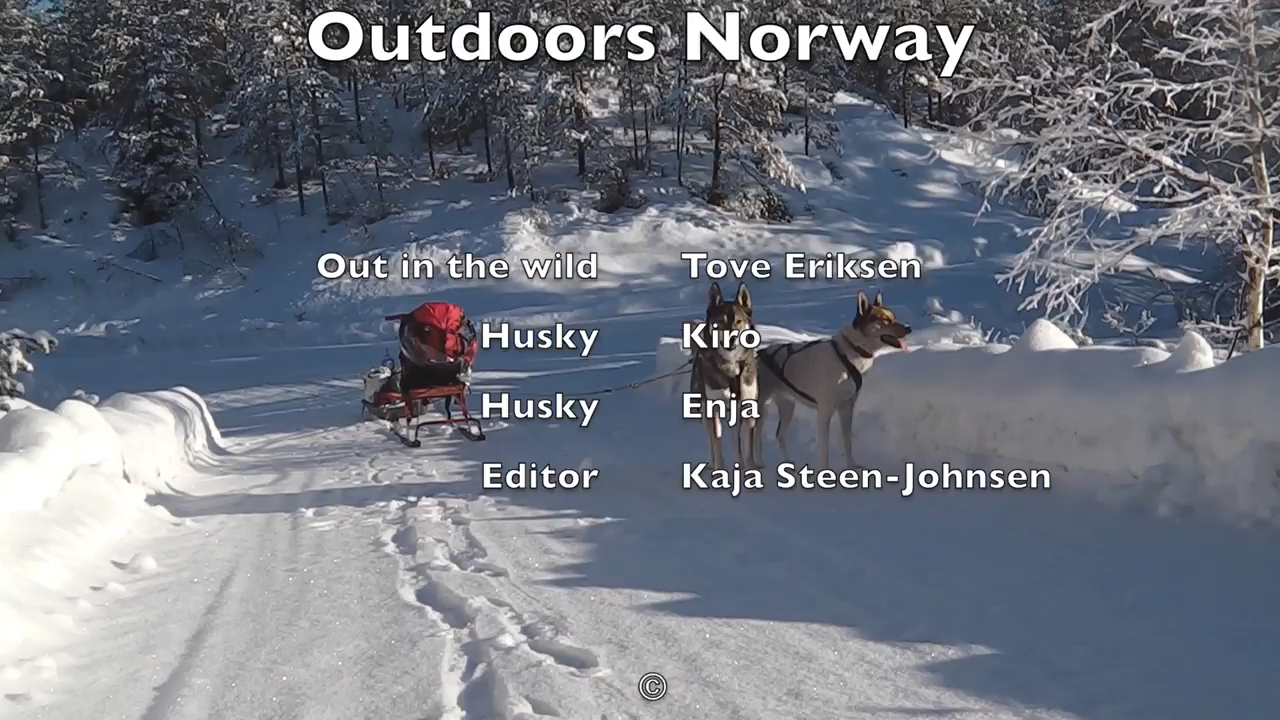 Outdoors Norway
Out in the wild Tove Eriksen
Husky Kiro
Husky Enja
Editor Kaja Steen-Johnsen
©